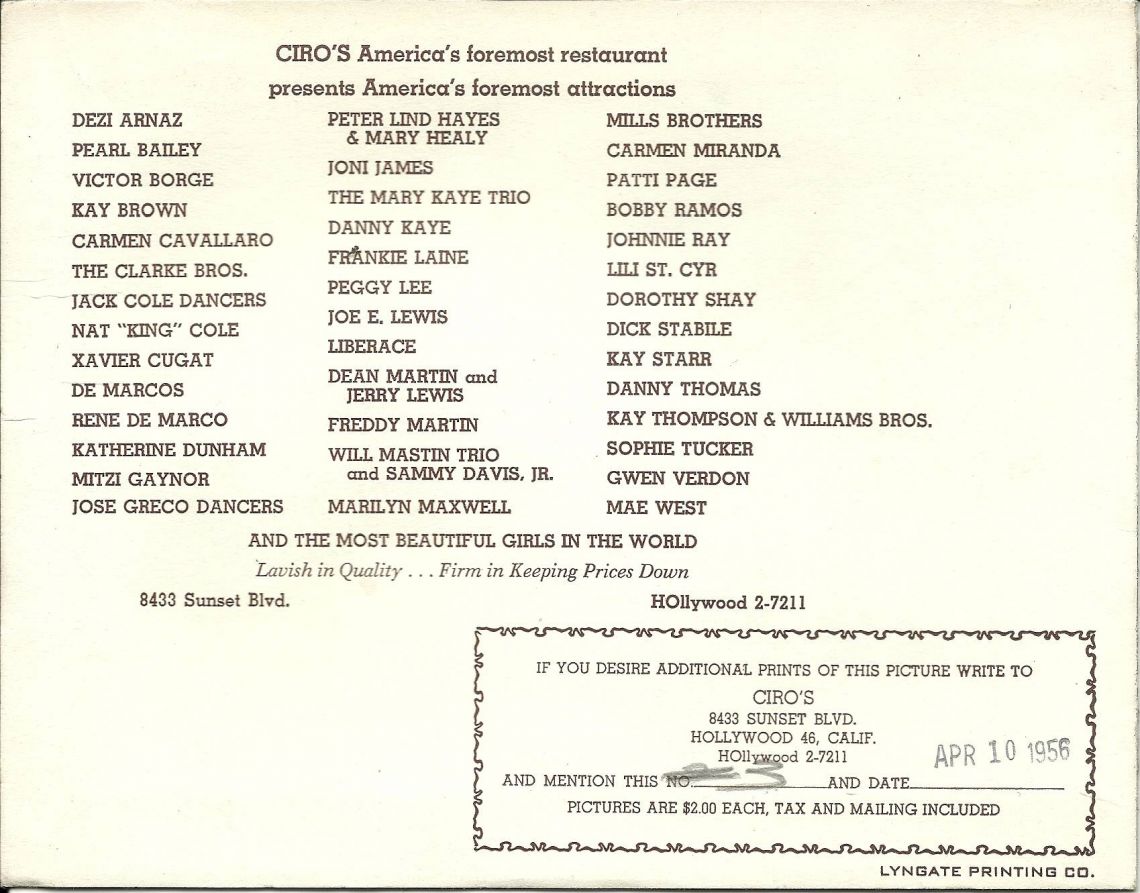 CIRO'S America's foremost restaurant
presents America's foremost attractions
DEZI ARNAZ
PEARL BAILEY
VICTOR BORGE
KAY BROWN
CARMEN CAVALLARO
THE CLARKE BROS.
JACK COLE DANCERS
NAT "KING" COLE
XAVIER CUGAT
DE MARCOS
RENE DE MARCO
KATHERINE DUNHAM
MITZI GAYNOR
JOSE GRECO DANCERS
PETER LIND HAYES
& MARY HEALY
JONI JAMES
THE MARY KAYE TRIO
DANNY KAYE
FRANKIE LAINE
PEGGY LEE
JOE E. LEWIS
LIBERACE
DEAN MARTIN and
JERRY LEWIS
FREDDY MARTIN
WILL MASTIN TRIO
and SAMMY DAVIS, JR.
MARILYN MAXWELL
MILLS BROTHERS
CARMEN MIRANDA
PATTI PAGE
BOBBY RAMOS
JOHNNIE RAY
LILI ST. CYR
DOROTHY SHAY
DICK STABILE
KAY STARR
DANNY THOMAS
KAY THOMPSON & WILLIAMS BROS.
SOPHIE TUCKER
GWEN VERDON
MAE WEST
AND THE MOST BEAUTIFUL GIRLS IN THE WORLD
Lavish in Quality . . . Firm in Keeping Prices Down
8433 Sunset Blvd. HOllywood 2-7211
IF YOU DESIRE ADDITIONAL PRINTS OF THIS PICTURE WRITE TO
CIRO'S
8433 SUNSET BLVD.
HOLLYWOOD 46, CALIF.
HOllywood 2-7211
APR 10 1956
AND MENTION THIS NO. 3 AND DATE
PICTURES ARE $2.00 EACH, TAX AND MAILING INCLUDED
LYNGATE PRINTING CO.